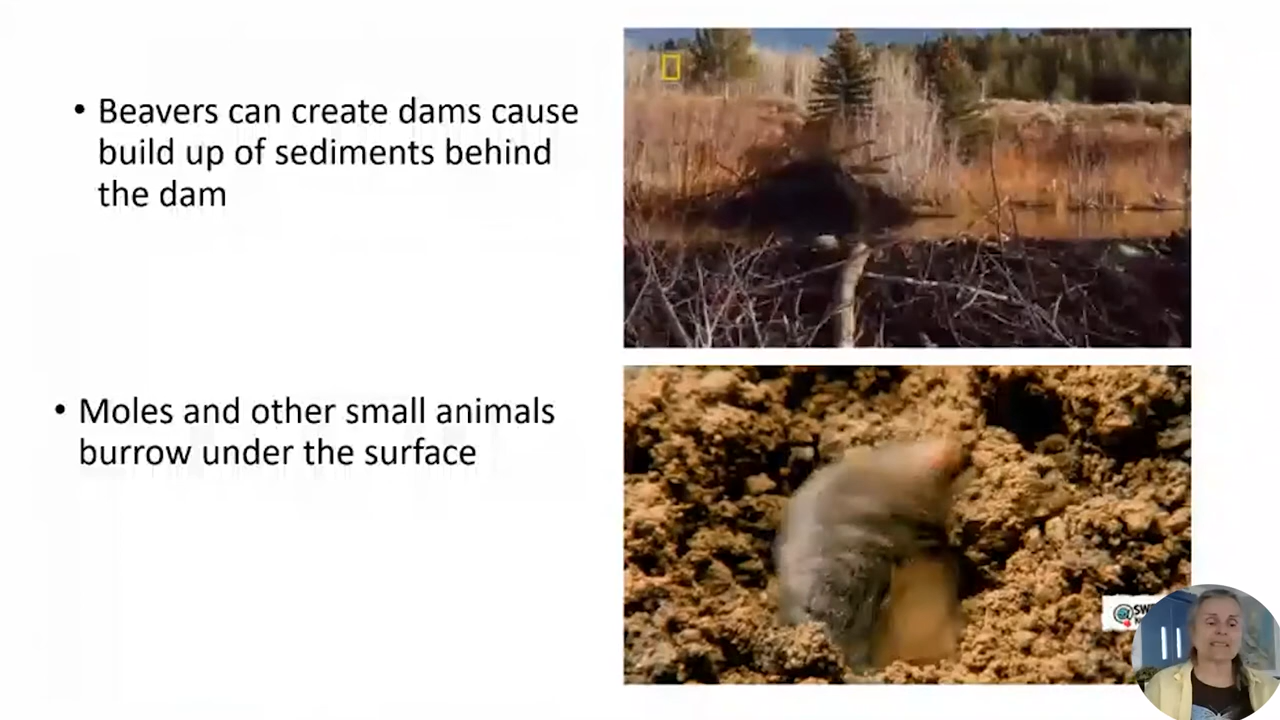 • Beavers can create dams cause
build up of sediments behind
the dam
• Moles and other small animals
burrow under the surface